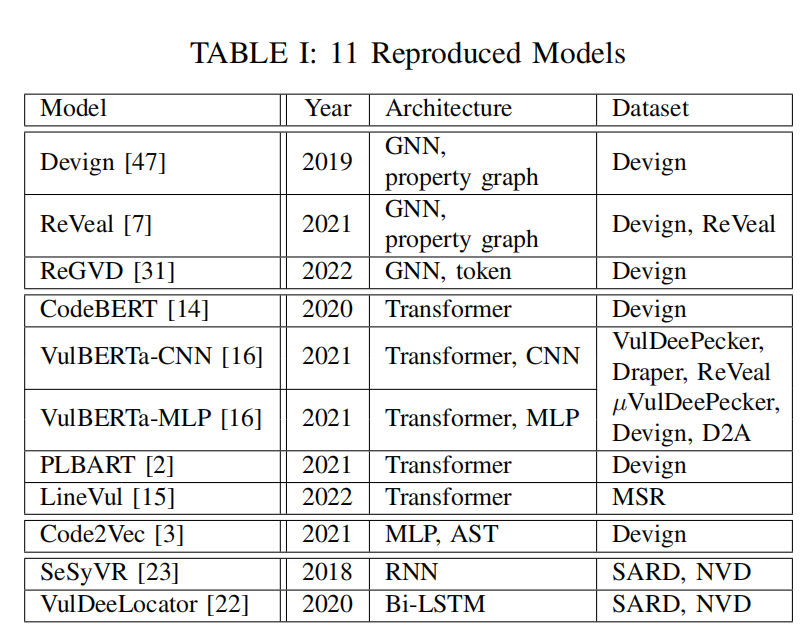 TABLE I: 11 Reproduced Models
Model Year Architecture Dataset
Devign [47] 2019 GNN, property graph Devign
ReVeal [7] 2021 GNN, property graph Devign, ReVeal
ReGVD [31] 2022 GNN, token Devign
CodeBERT [14] 2020 Transformer Devign
VulBERTa-CNN [16] 2021 Transformer, CNN VulDeePecker, Draper, ReVeal
VulBERTa-MLP [16] 2021 Transformer, MLP μVulDeePecker, Devign, D2A
PLBART [2] 2021 Transformer Devign
LineVul [15] 2022 Transformer MSR
Code2Vec [3] 2021 MLP, AST Devign
SeSyVR [23] 2018 RNN SARD, NVD
VulDeeLocator [22] 2020 Bi-LSTM SARD, NVD